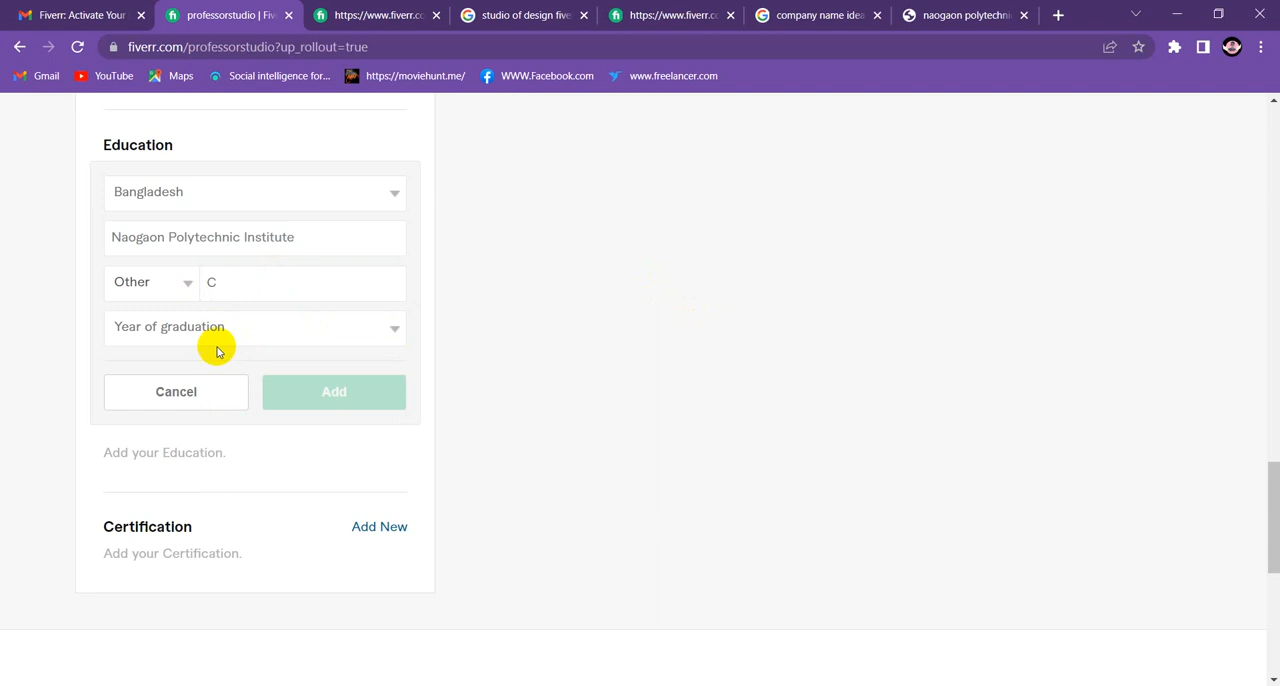 Fiverr: Activate Your
professorstudio | Fiv
https://www.fiverr.co
studio of design five
https://www.fiverr.co
company name idea
naogaon polytechni
fiverr.com/professorstudio?up_rollout=true
Gmail
YouTube
Maps
Social intelligence for...
https://moviehunt.me/
WWW.Facebook.com
www.freelancer.com
Education
Bangladesh
Naogaon Polytechnic Institute
Other C
Year of graduation
Cancel Add
Add your Education.
Certification Add New
Add your Certification.